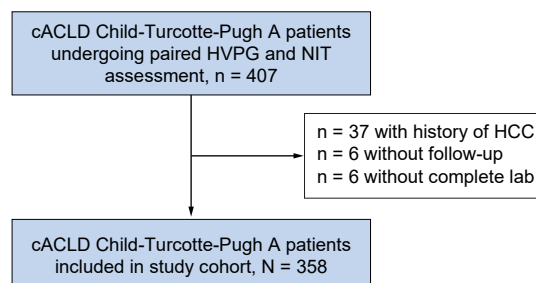 cACLD Child-Turcotte-Pugh A patients
undergoing paired HVPG and NIT
assessment, n = 407
n = 37 with history of HCC
n = 6 without follow-up
n = 6 without complete lab
cACLD Child-Turcotte-Pugh A patients
included in study cohort, N = 358